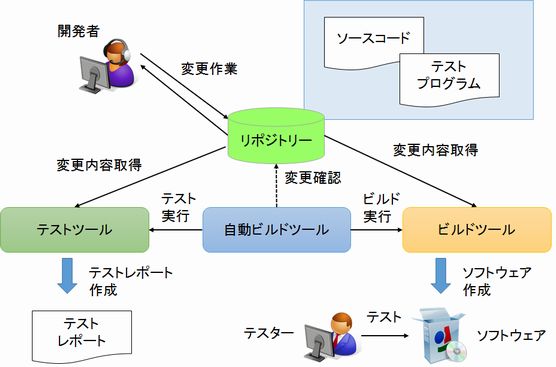 開発者
ソースコード
テスト
プログラム
変更作業
リポジトリー
変更内容取得
変更内容取得
変更確認
テスト
実行
ビルド
実行
テストツール
自動ビルドツール
ビルドツール
テストレポート
作成
ソフトウェア
作成
テスト
レポート
テスター
テスト
ソフトウェア